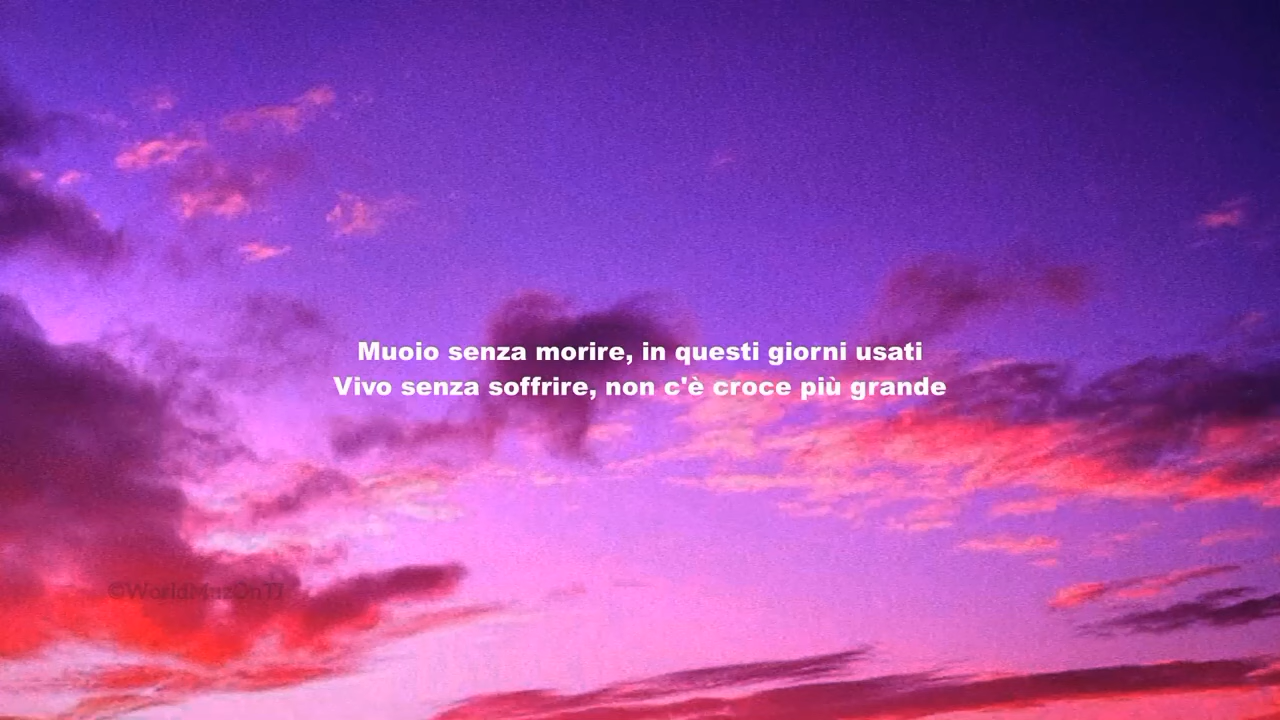 Muoio senza morire, in questi giorni usati
Vivo senza soffrire, non c'è croce più grande